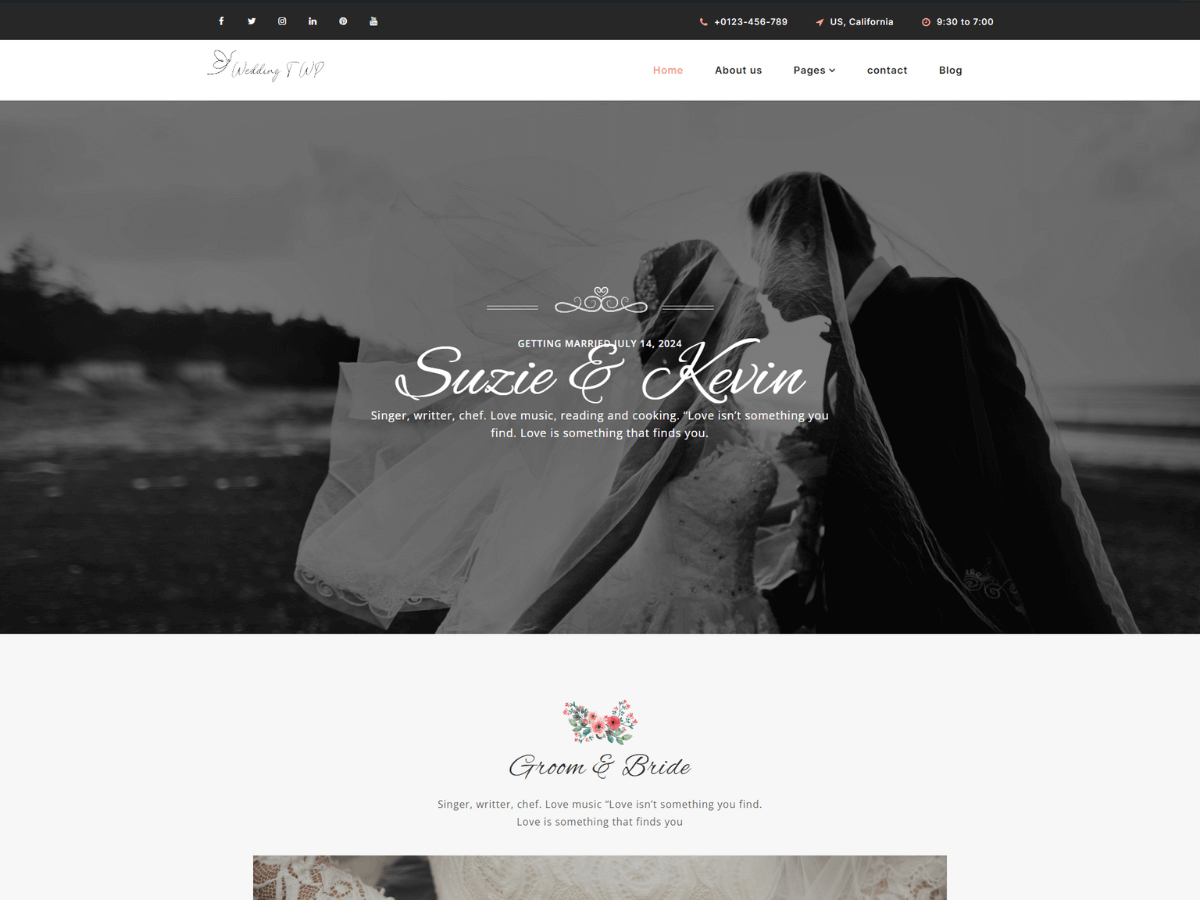 +0123-456-789 US, California 9:30 to 7:00
Wedding TWP
Home About us Pages contact Blog
GETTING MARRIED JULY 14, 2024
Suzie & Kevin
Singer, writter, chef. Love music, reading and cooking. “Love isn’t something you
find. Love is something that finds you.
Groom & Bride
Singer, writter, chef. Love music “Love isn’t something you find.
Love is something that finds you